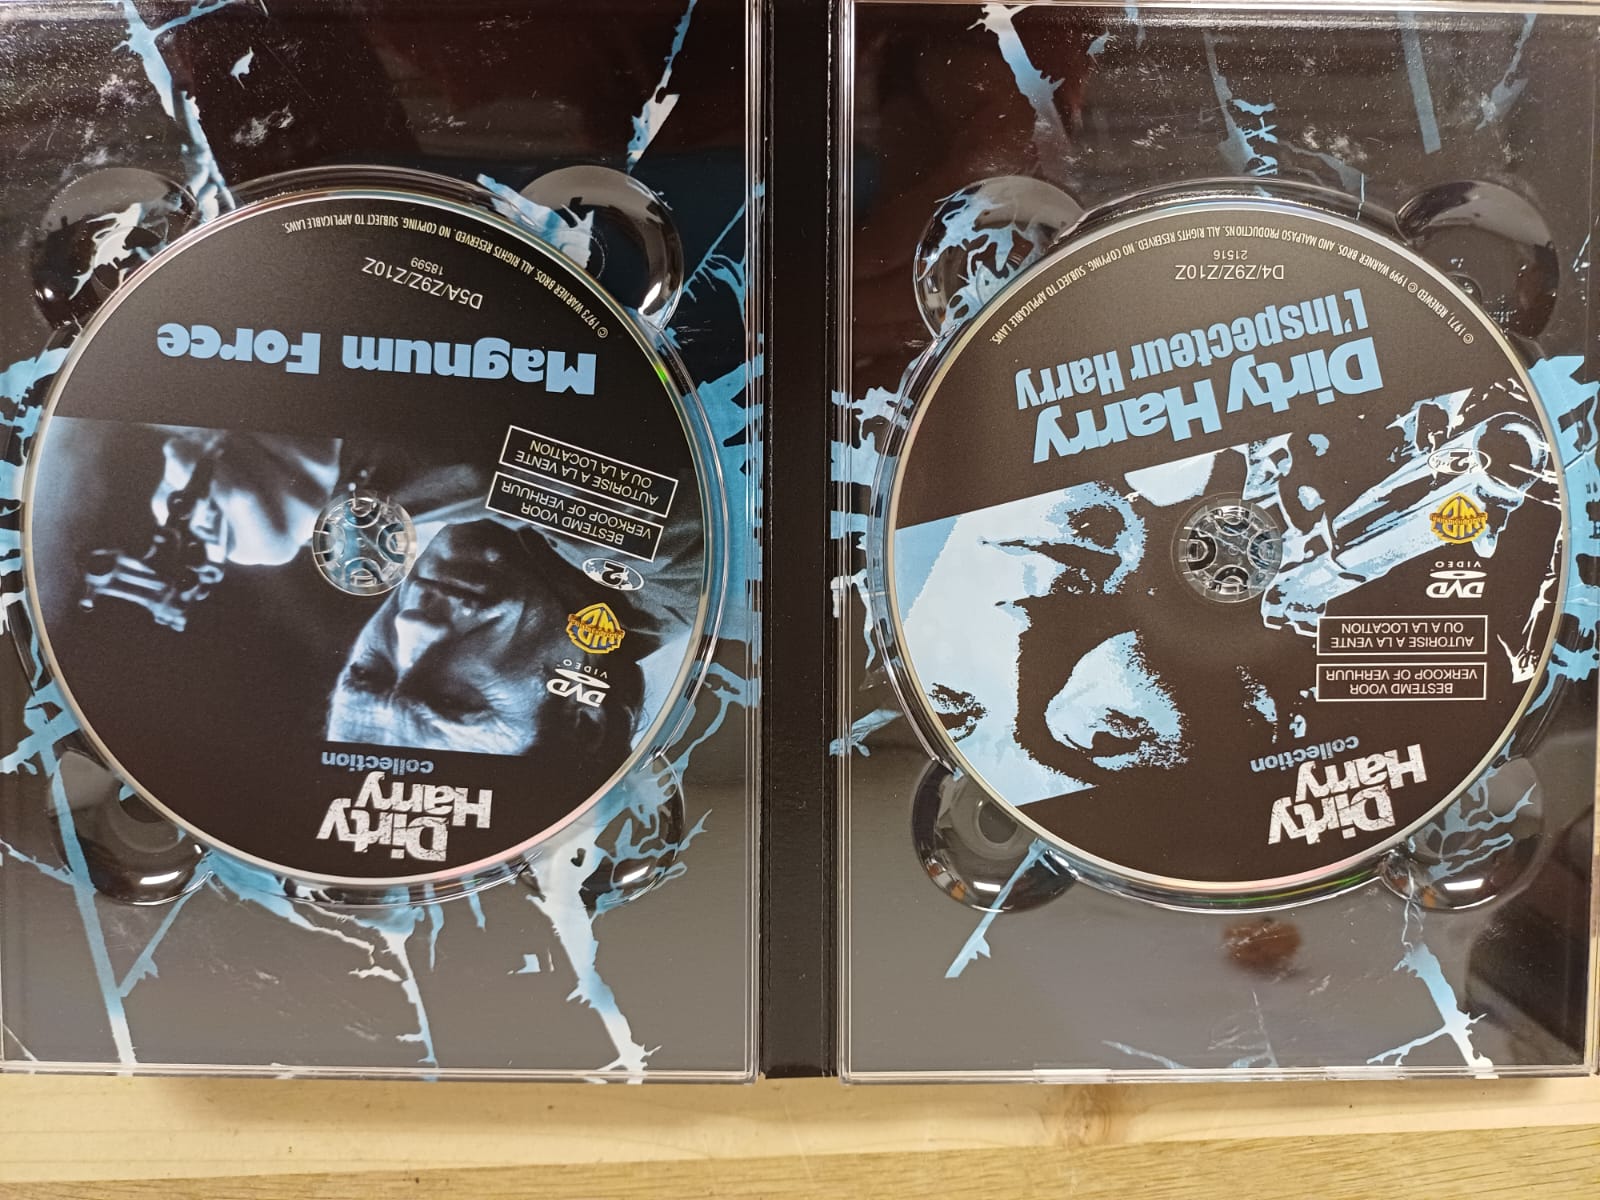 Dirty
Harry
collection
DVD
VIDEO
BESTEMD VOOR
VERKOOP OF VERHUUR
AUTORISE A LA VENTE
OU A LA LOCATION
2
Dirty Harry
L'Inspecteur Harry
D4/Z9Z/Z10Z
21516
© 1971, RENEWED © 1999 WARNER BROS. AND MALPASO PRODUCTIONS. ALL RIGHTS RESERVED. NO COPYING. SUBJECT TO APPLICABLE LAWS.
Dirty
Harry
collection
DVD
VIDEO
2
BESTEMD VOOR
VERKOOP OF VERHUUR
AUTORISE A LA VENTE
OU A LA LOCATION
Magnum Force
D5A/Z9Z/Z10Z
18599
© 1973 WARNER BROS. ALL RIGHTS RESERVED. NO COPYING. SUBJECT TO APPLICABLE LAWS.